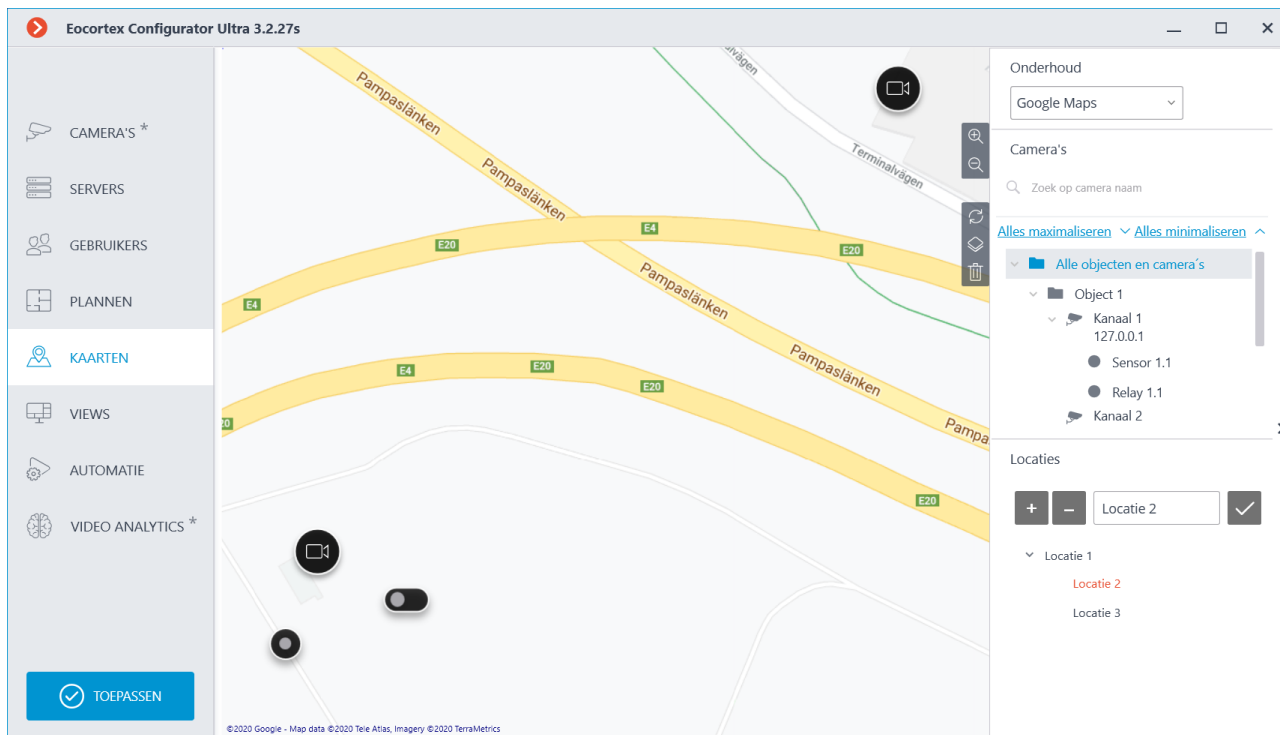 Eocortex Configurator Ultra 3.2.27s
CAMERA'S *
SERVERS
GEBRUIKERS
PLANNEN
KAARTEN
VIEWS
AUTOMATIE
VIDEO ANALYTICS *
TOEPASSEN
Pampaslänken
vägen
Terminalvägen
Pampaslänken
E4
E20
E20
Pampaslänken
E4
Pampaslänken
E20
E4
E20
20
Pampa
E20
©2020 Google - Map data ©2020 Tele Atlas, Imagery ©2020 TerraMetrics
Onderhoud
Google Maps
Camera's
Zoek op camera naam
Alles maximaliseren
Alles minimaliseren
Alle objecten en camera´s
Object 1
Kanaal 1
127.0.0.1
Sensor 1.1
Relay 1.1
Kanaal 2
Locaties
+ – Locatie 2
Locatie 1
Locatie 2
Locatie 3